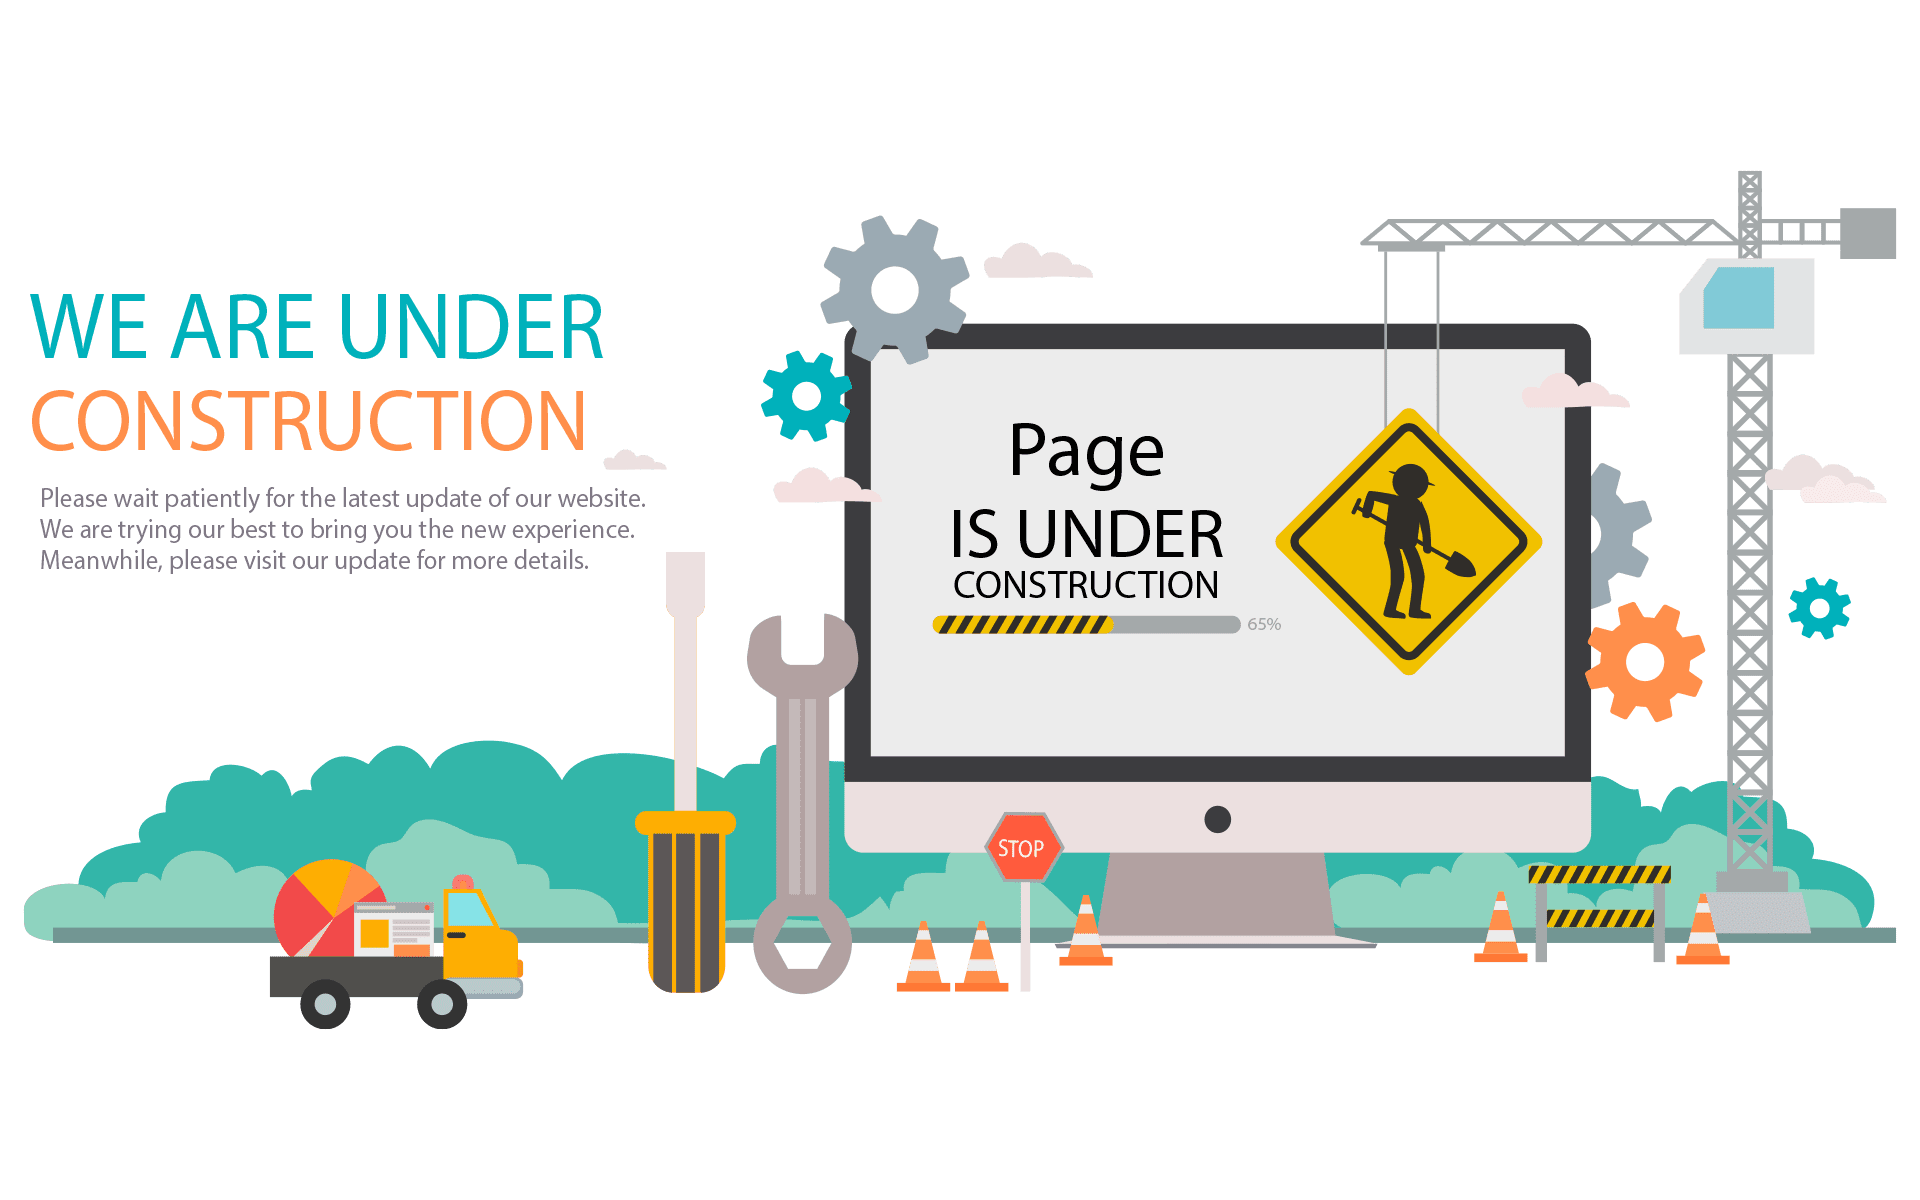 WE ARE UNDER
CONSTRUCTION
Please wait patiently for the latest update of our website.
We are trying our best to bring you the new experience.
Meanwhile, please visit our update for more details.
Page
IS UNDER
CONSTRUCTION
65%
STOP